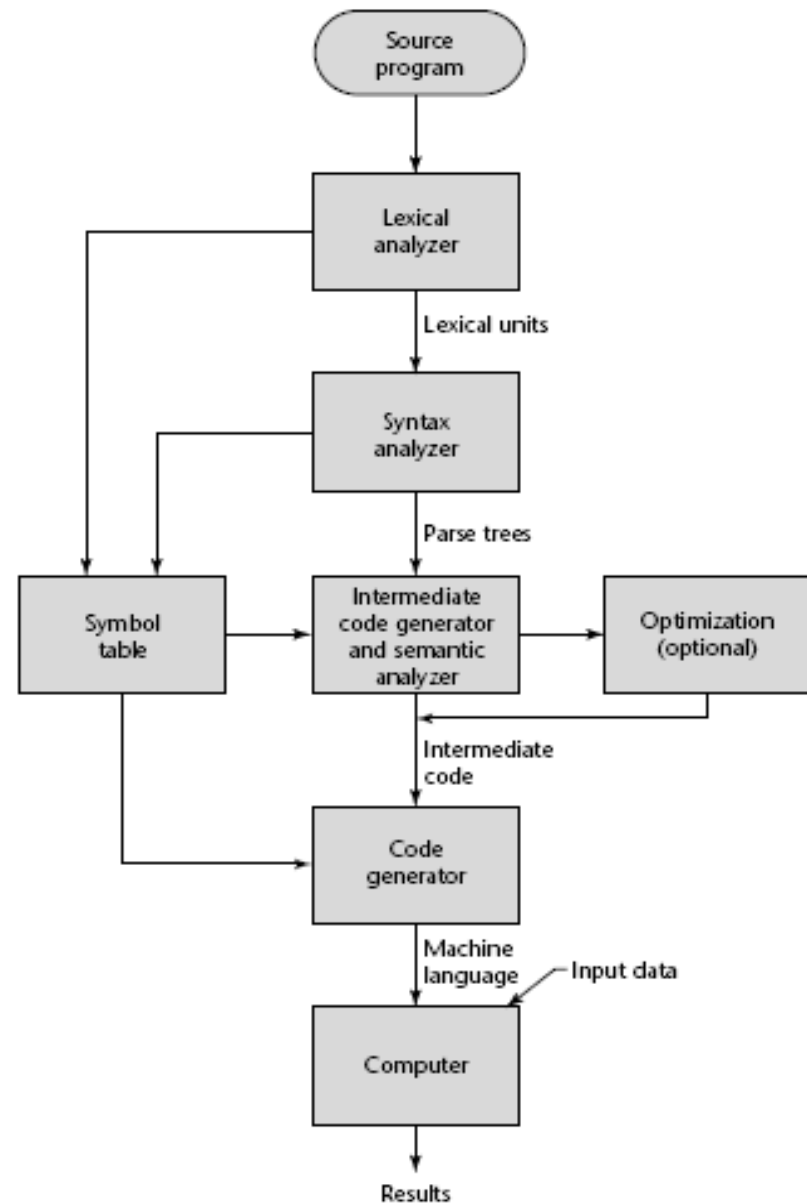 Source
program
Lexical
analyzer
Lexical units
Syntax
analyzer
Parse trees
Symbol
table
Intermediate
code generator
and semantic
analyzer
Optimization
(optional)
Intermediate
code
Code
generator
Machine
language
Input data
Computer
Results